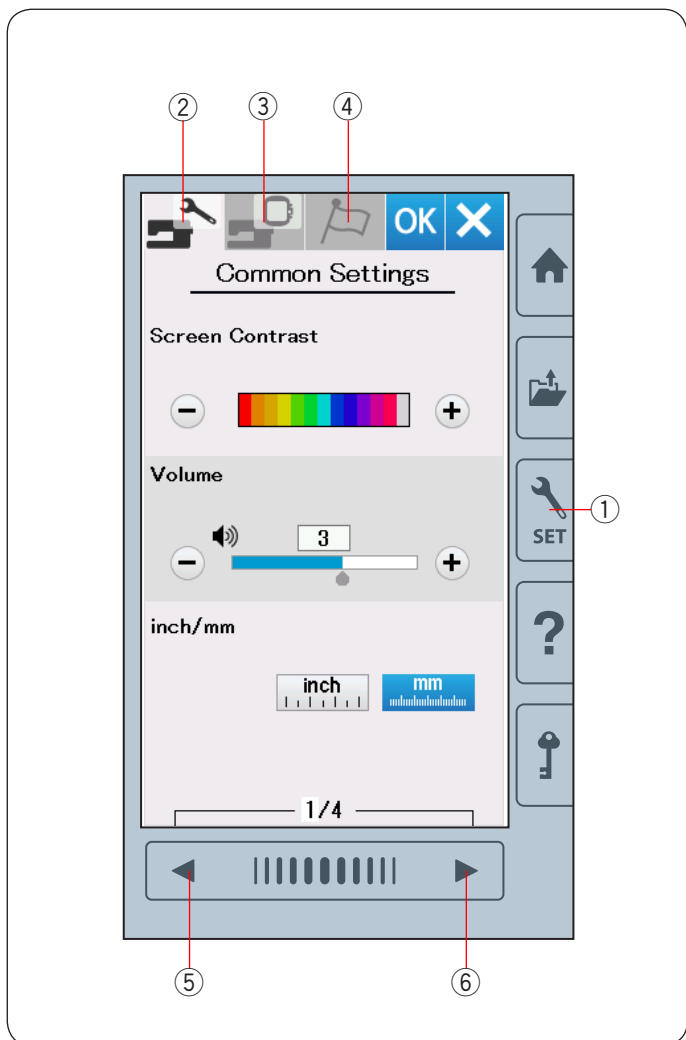 ② ③ ④
OK
Common Settings
Screen Contrast
Volume
3
①
SET
inch/mm
inch mm
?
1/4
⑤ ⑥